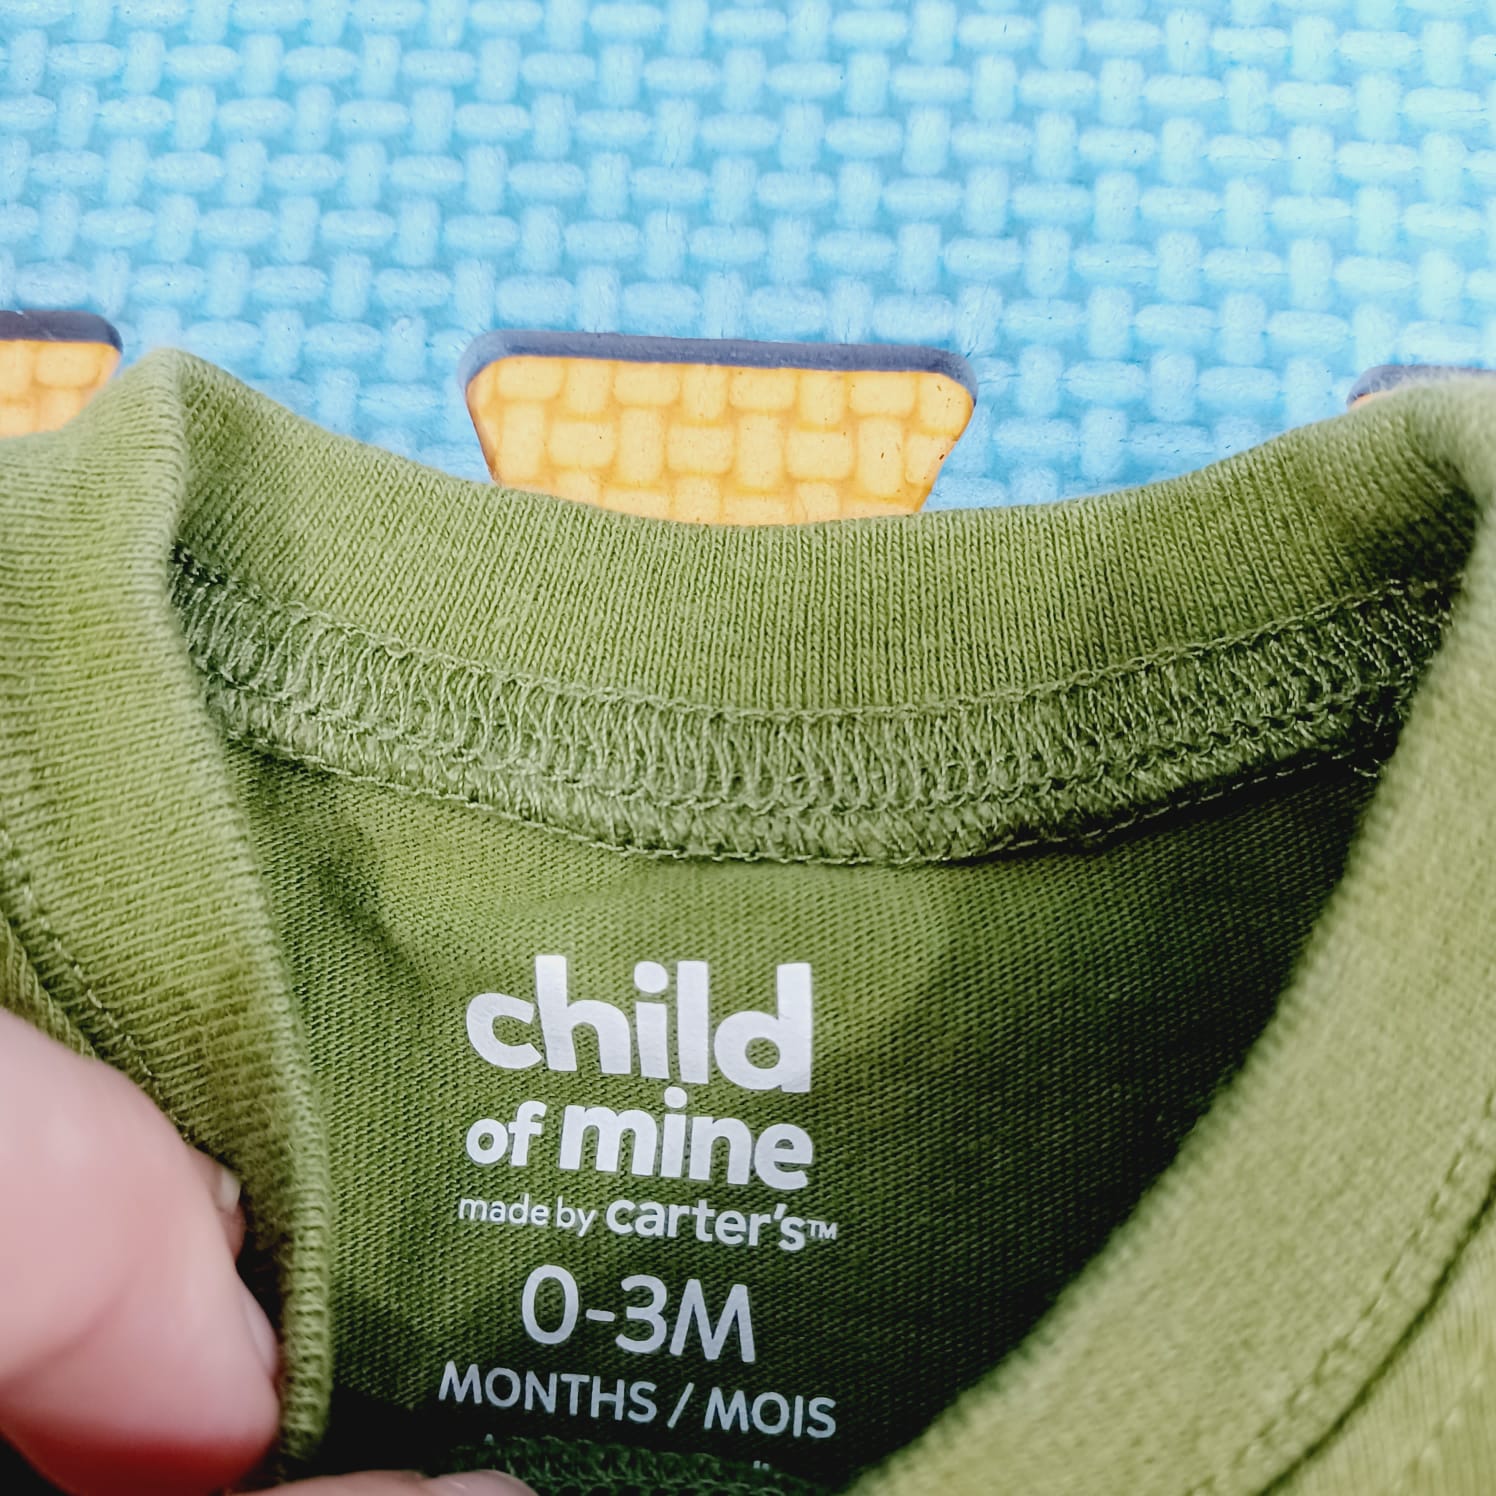 child
of mine
made by carter's™
0-3M
MONTHS / MOIS